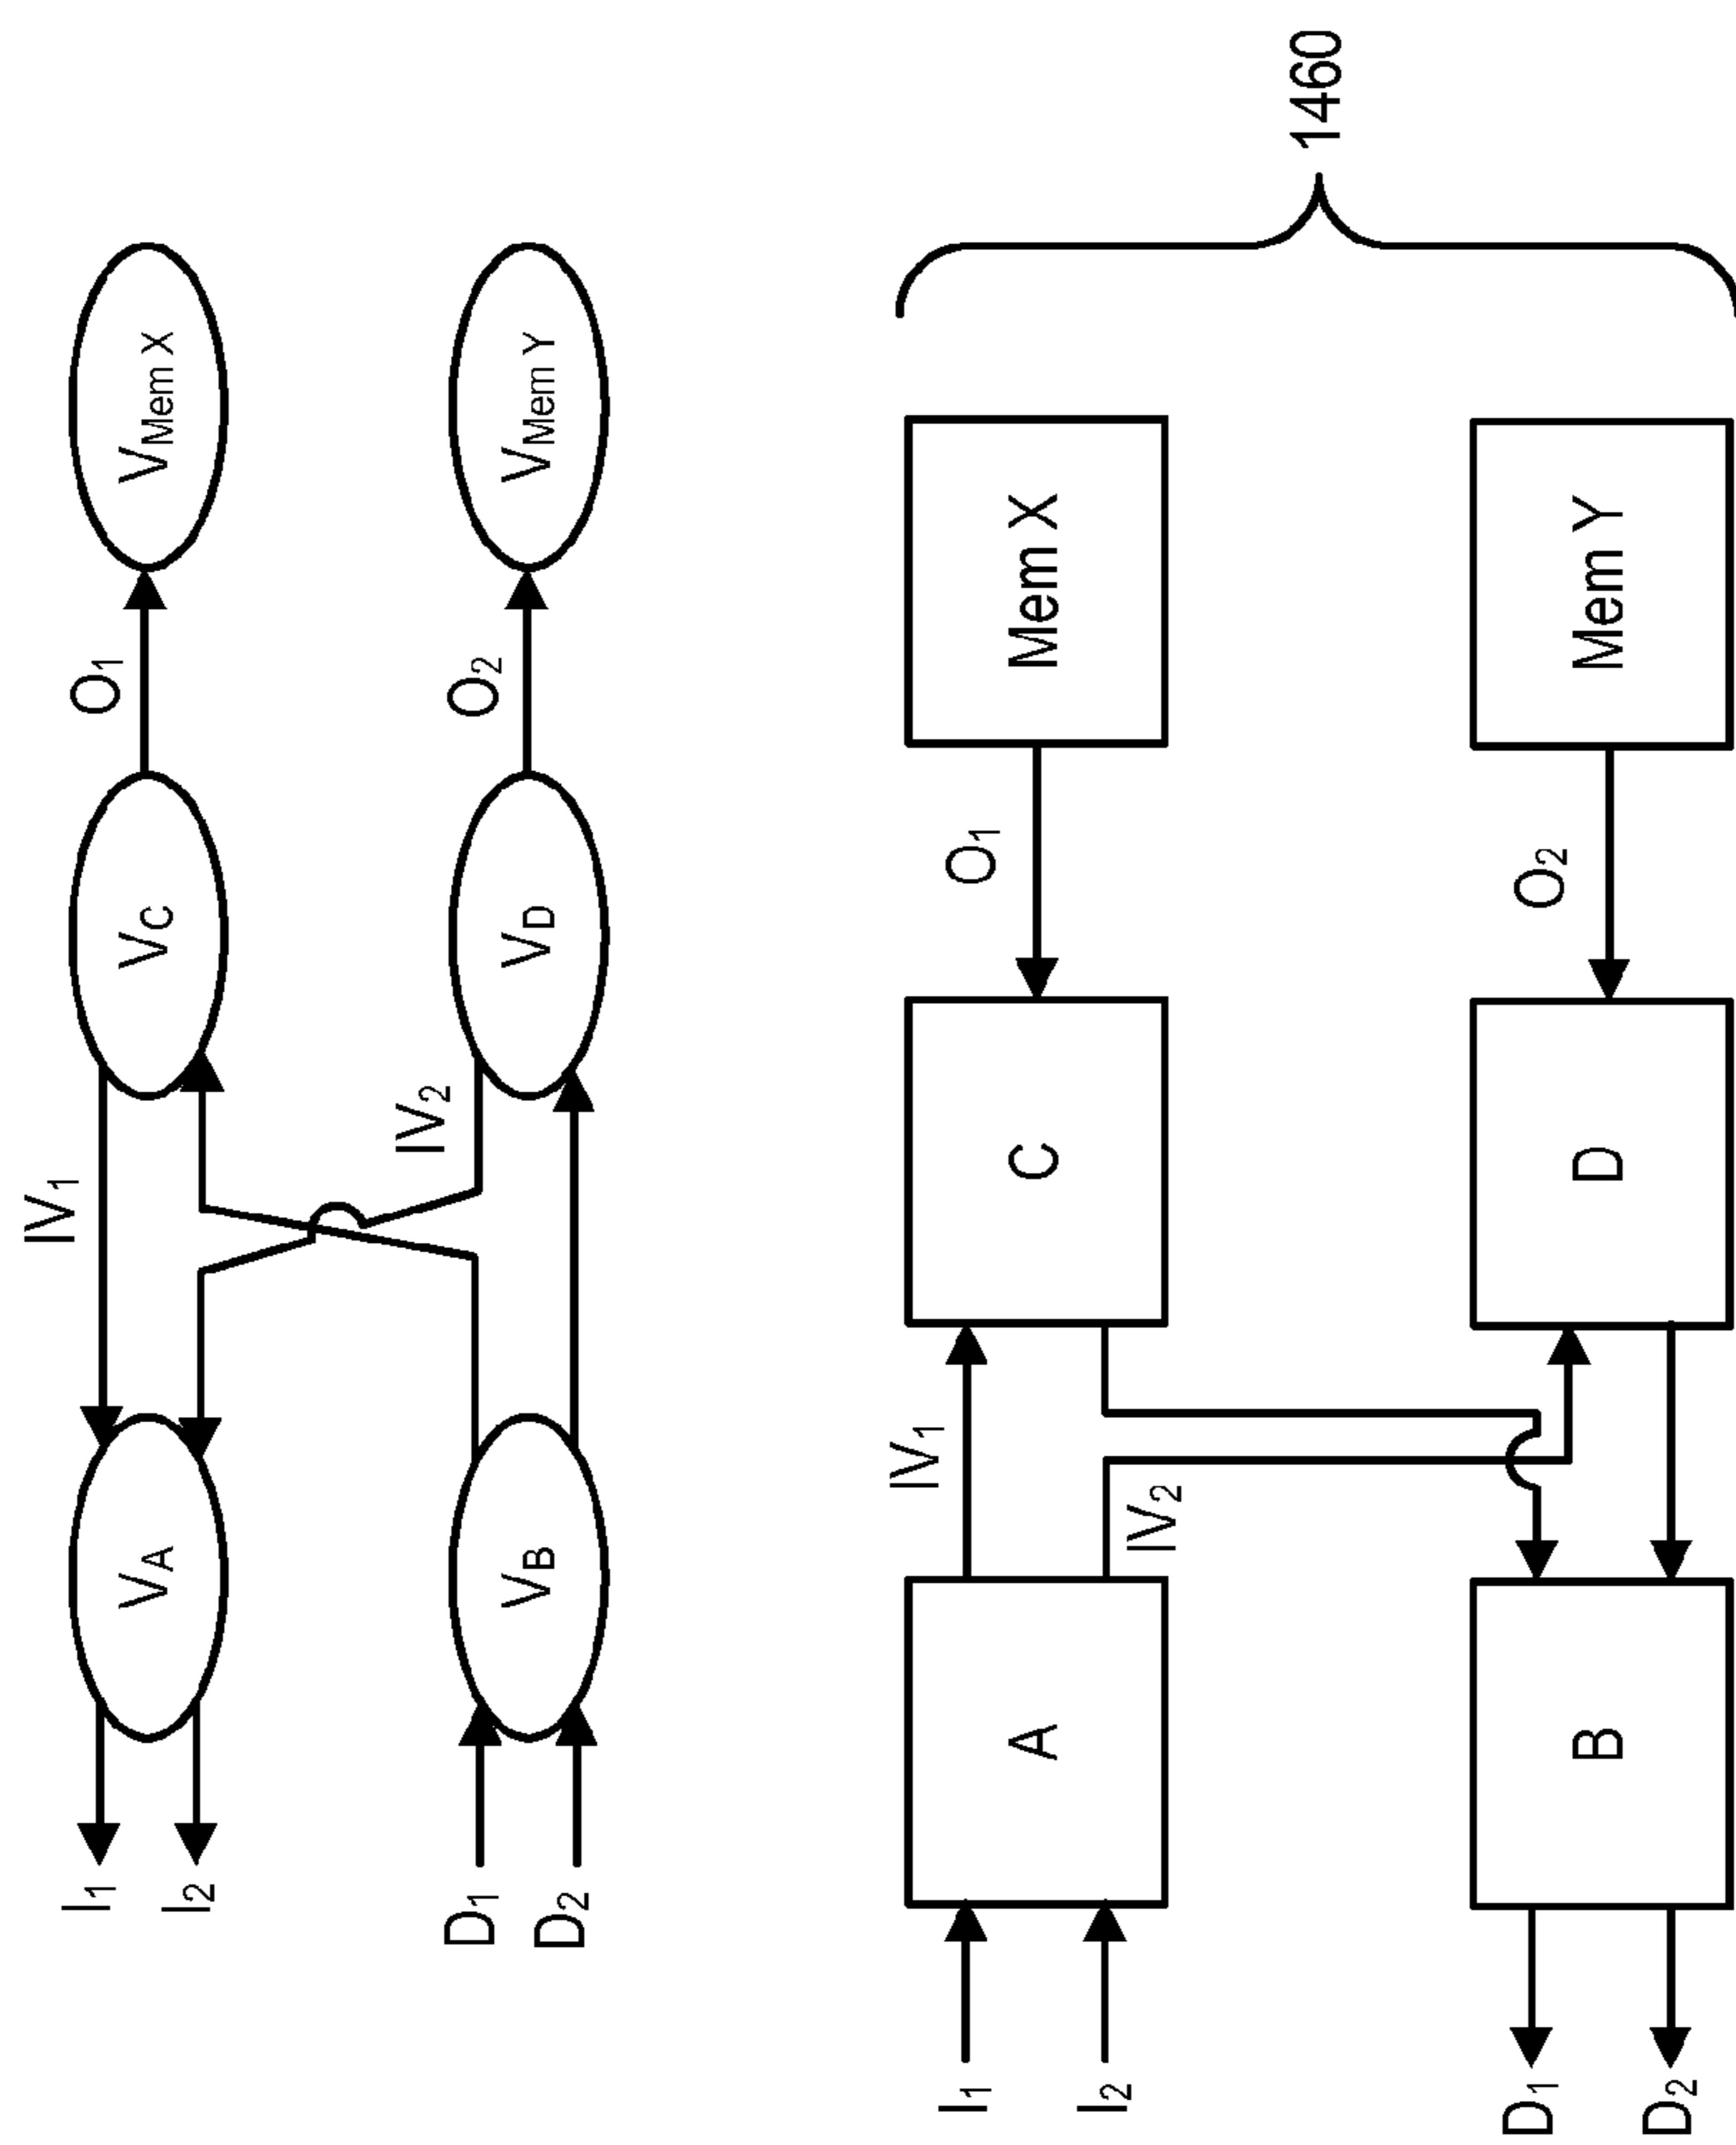 IV₁
O₁
I₁
V_A
V_C
V_Mem X
I₂
IV₂
O₂
D₁
V_B
V_D
V_Mem Y
D₂
IV₁
O₁
I₁
A
C
Mem X
I₂
IV₂
1460
O₂
D₁
B
D
Mem Y
D₂